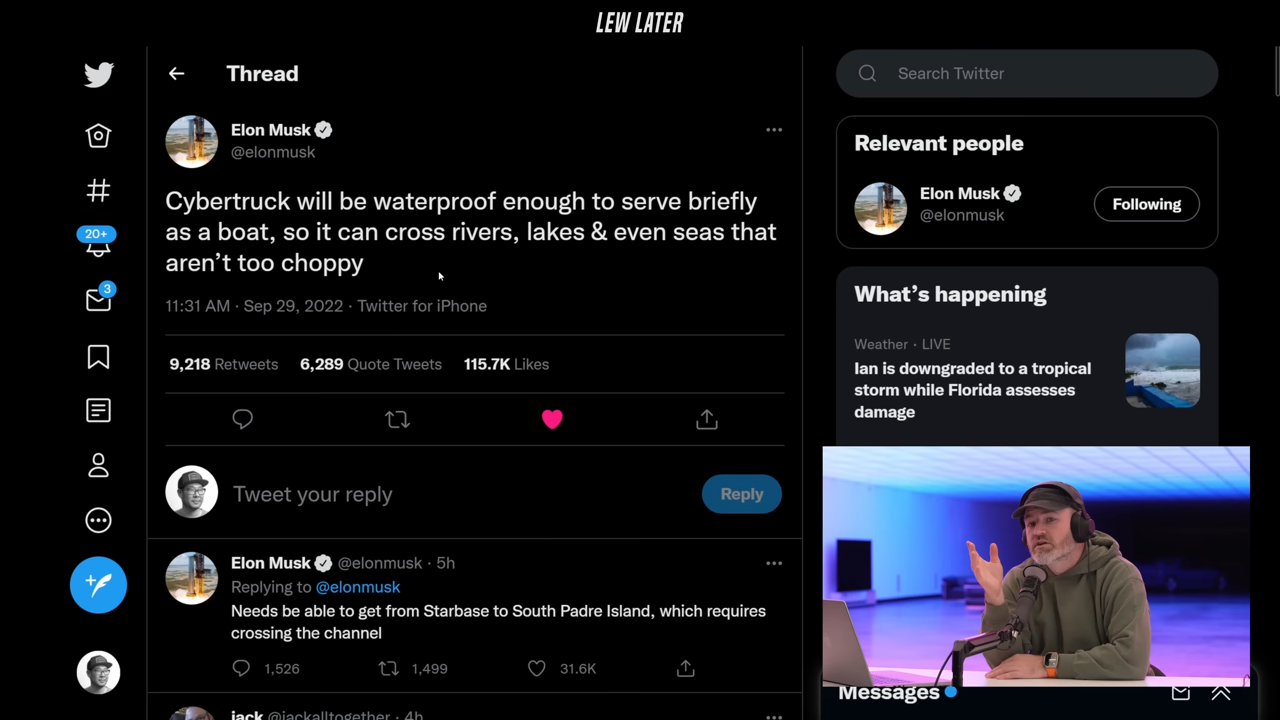 LEW LATER
Thread
Search Twitter
Elon Musk
@elonmusk
Cybertruck will be waterproof enough to serve briefly
as a boat, so it can cross rivers, lakes & even seas that
aren’t too choppy
11:31 AM · Sep 29, 2022 · Twitter for iPhone
9,218 Retweets 6,289 Quote Tweets 115.7K Likes
Tweet your reply
Reply
Elon Musk @elonmusk · 5h
Replying to @elonmusk
Needs be able to get from Starbase to South Padre Island, which requires
crossing the channel
1,526 1,499 31.6K
jack @jackalltogether · 4h
20+
3
Relevant people
Elon Musk
@elonmusk
Following
What’s happening
Weather · LIVE
Ian is downgraded to a tropical
storm while Florida assesses
damage
Messages